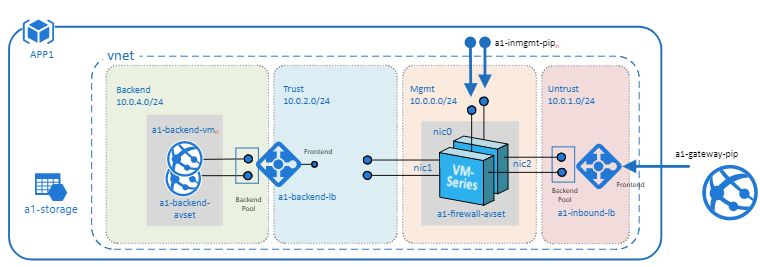 APP1
vnet
a1-inmgmt-pip
Backend
10.0.4.0/24
Trust
10.0.2.0/24
Mgmt
10.0.0.0/24
Untrust
10.0.1.0/24
a1-backend-vm
a1-backend-
avset
Backend
Pool
Frontend
a1-backend-lb
nic0
nic1
nic2
VM-
Series
a1-firewall-avset
Backend
Pool
Frontend
a1-inbound-lb
a1-gateway-pip
a1-storage